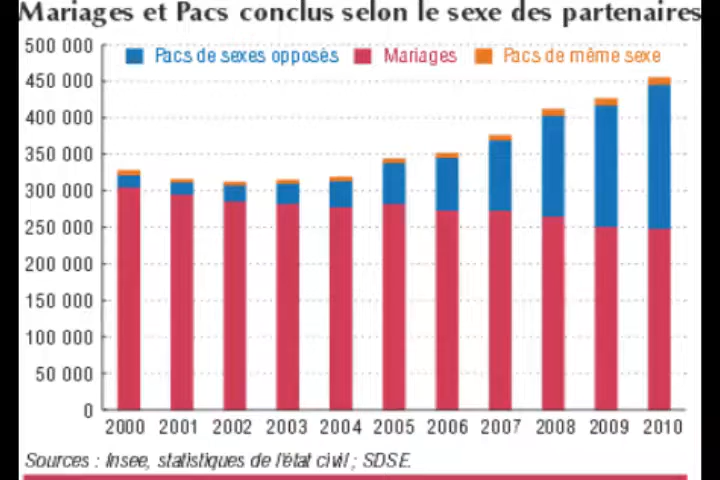 Mariages et Pacs conclus selon le sexe des partenaires
500 000
Pacs de sexes opposés Mariages Pacs de même sexe
450 000
400 000
350 000
300 000
250 000
200 000
150 000
100 000
50 000
0
2000 2001 2002 2003 2004 2005 2006 2007 2008 2009 2010
Sources : Insee, statistiques de l'état civil ; SDSE.